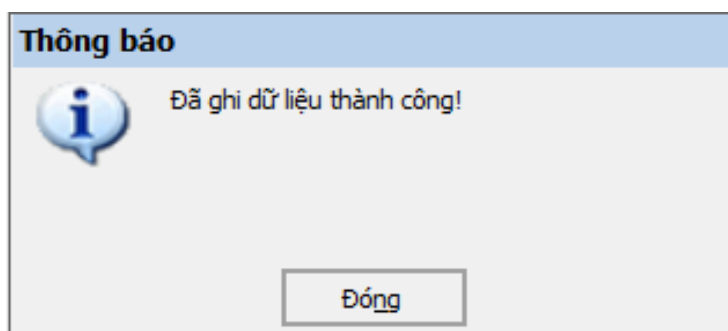 Thông báo
Đã ghi dữ liệu thành công!
Đóng